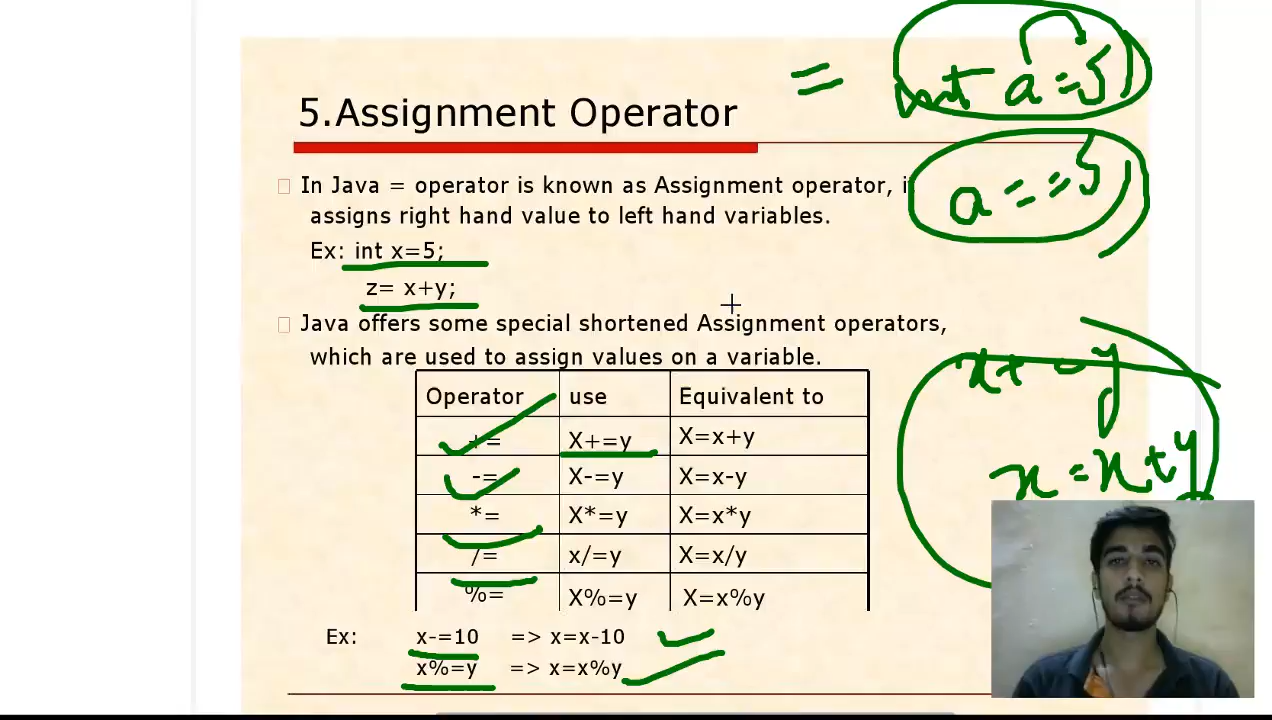 =
int a=5
5.Assignment Operator
a==5
In Java = operator is known as Assignment operator,
assigns right hand value to left hand variables.
Ex: int x=5;
z= x+y;
Java offers some special shortened Assignment operators,
which are used to assign values on a variable.
x+=y
x=x+y
Operator use Equivalent to
+= X+=y X=x+y
-= X-=y X=x-y
*= X*=y X=x*y
/= x/=y X=x/y
%= X%=y X=x%y
Ex: x-=10 => x=x-10
x%=y => x=x%y